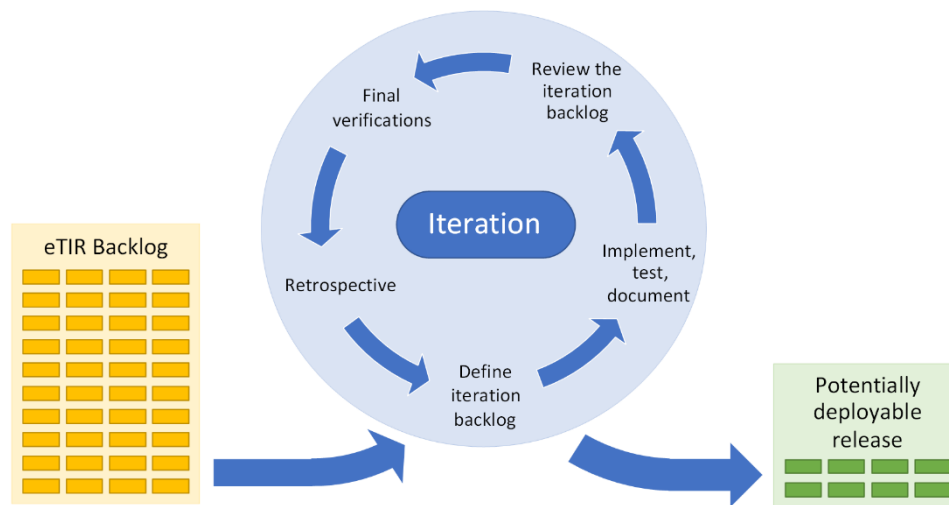 eTIR Backlog
Iteration
Define
iteration
backlog
Implement,
test,
document
Review the
iteration
backlog
Final
verifications
Retrospective
Potentially
deployable
release